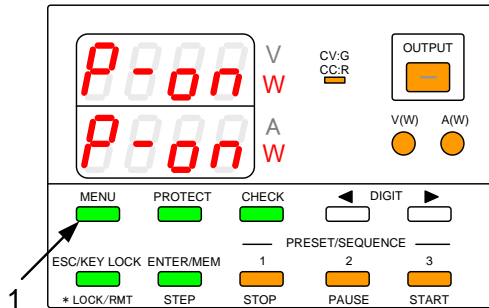 P-on V
W
CV:G
CC:R
OUTPUT
V(W) A(W)
P-on A
W
MENU PROTECT CHECK ◀ DIGIT ▶
PRESET/SEQUENCE
ESC/KEY LOCK ENTER/MEM 1 2 3
1 * LOCK/RMT STEP STOP PAUSE START